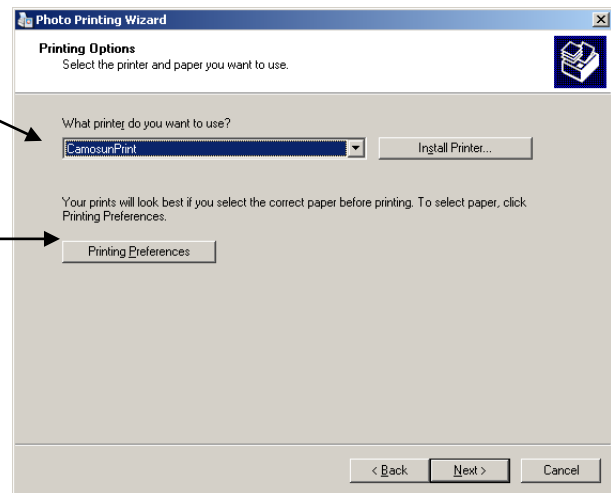 Photo Printing Wizard
Printing Options
Select the printer and paper you want to use.
What printer do you want to use?
CamosunPrint
Install Printer...
Your prints will look best if you select the correct paper before printing. To select paper, click
Printing Preferences.
Printing Preferences
< Back
Next >
Cancel